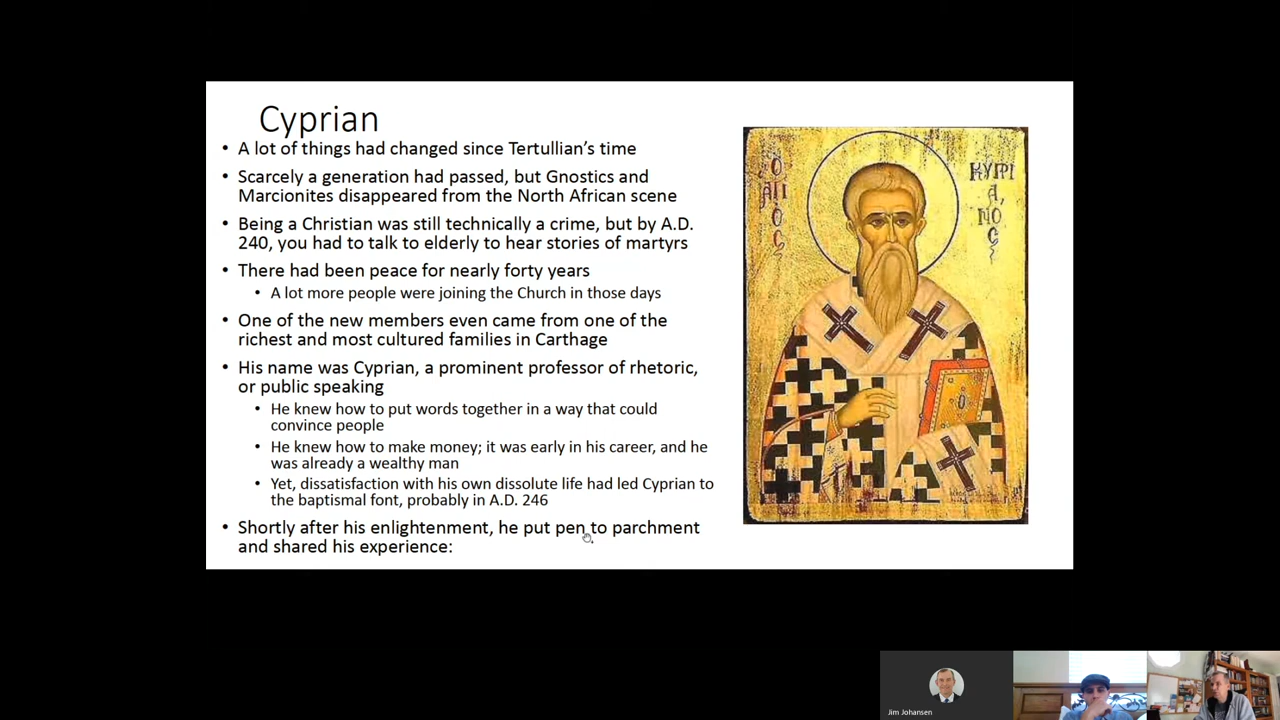 Cyprian
• A lot of things had changed since Tertullian's time
• Scarcely a generation had passed, but Gnostics and
Marcionites disappeared from the North African scene
• Being a Christian was still technically a crime, but by A.D.
240, you had to talk to elderly to hear stories of martyrs
• There had been peace for nearly forty years
• A lot more people were joining the Church in those days
• One of the new members even came from one of the
richest and most cultured families in Carthage
• His name was Cyprian, a prominent professor of rhetoric,
or public speaking
• He knew how to put words together in a way that could
convince people
• He knew how to make money; it was early in his career, and he
was already a wealthy man
• Yet, dissatisfaction with his own dissolute life had led Cyprian to
the baptismal font, probably in A.D. 246
• Shortly after his enlightenment, he put pen to parchment
and shared his experience:
Ὁ
ΑΓΙ
Ο
Σ
ΚΥΠΡΙ
Α
ΝΟ
Σ
Jim Johansen